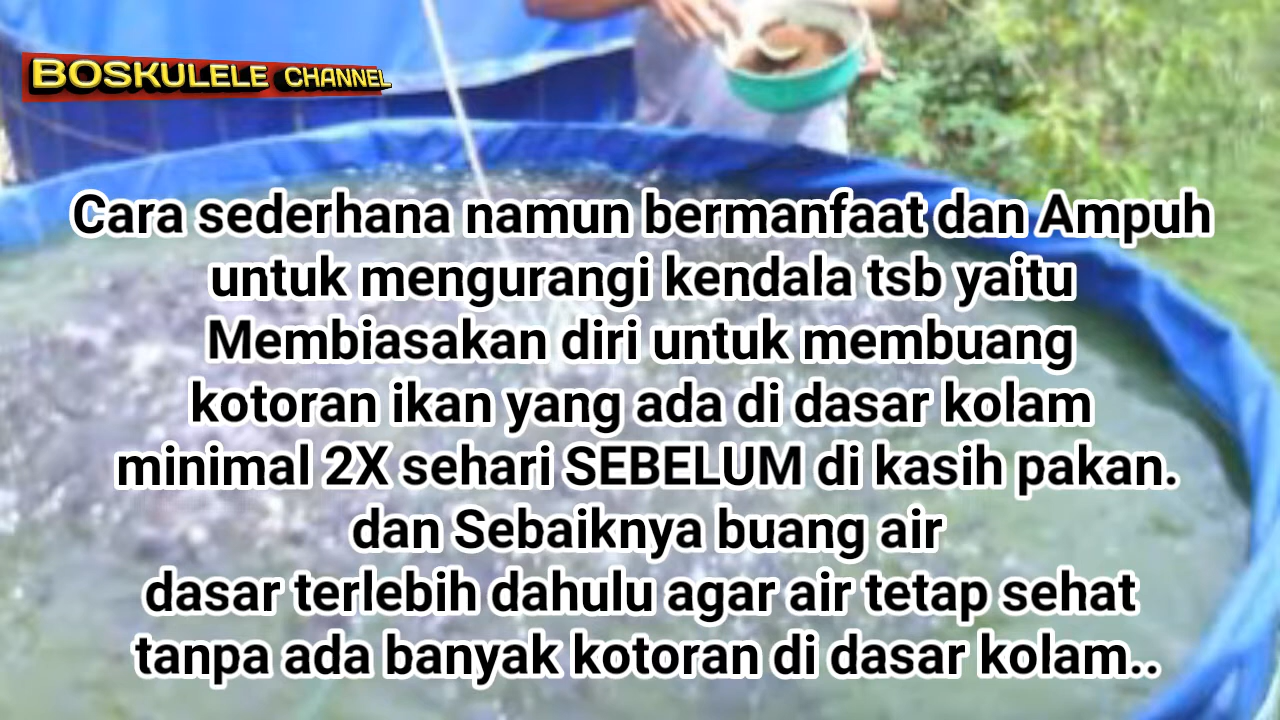 BOSKULELE CHANNEL
Cara sederhana namun bermanfaat dan Ampuh
untuk mengurangi kendala tsb yaitu
Membiasakan diri untuk membuang
kotoran ikan yang ada di dasar kolam
minimal 2X sehari SEBELUM di kasih pakan.
dan Sebaiknya buang air
dasar terlebih dahulu agar air tetap sehat
tanpa ada banyak kotoran di dasar kolam..